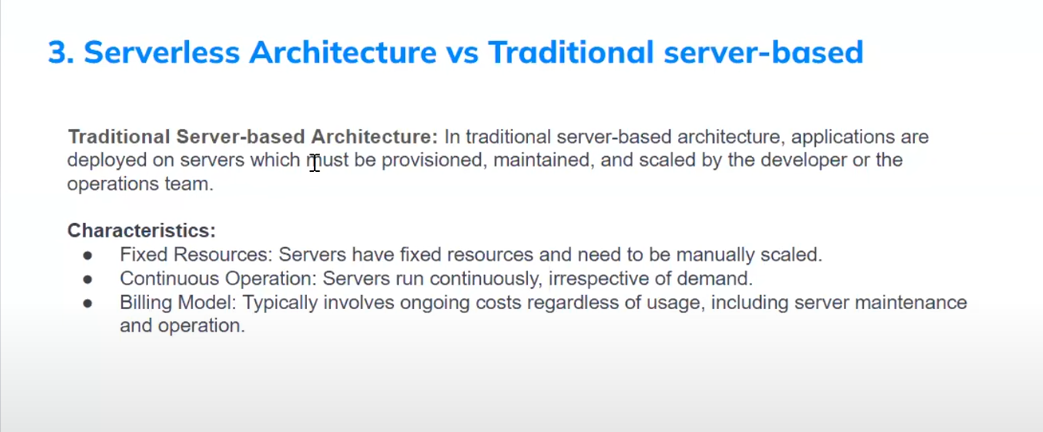 3. Serverless Architecture vs Traditional server-based
Traditional Server-based Architecture: In traditional server-based architecture, applications are
deployed on servers which must be provisioned, maintained, and scaled by the developer or the
operations team.
Characteristics:
● Fixed Resources: Servers have fixed resources and need to be manually scaled.
● Continuous Operation: Servers run continuously, irrespective of demand.
● Billing Model: Typically involves ongoing costs regardless of usage, including server maintenance
and operation.